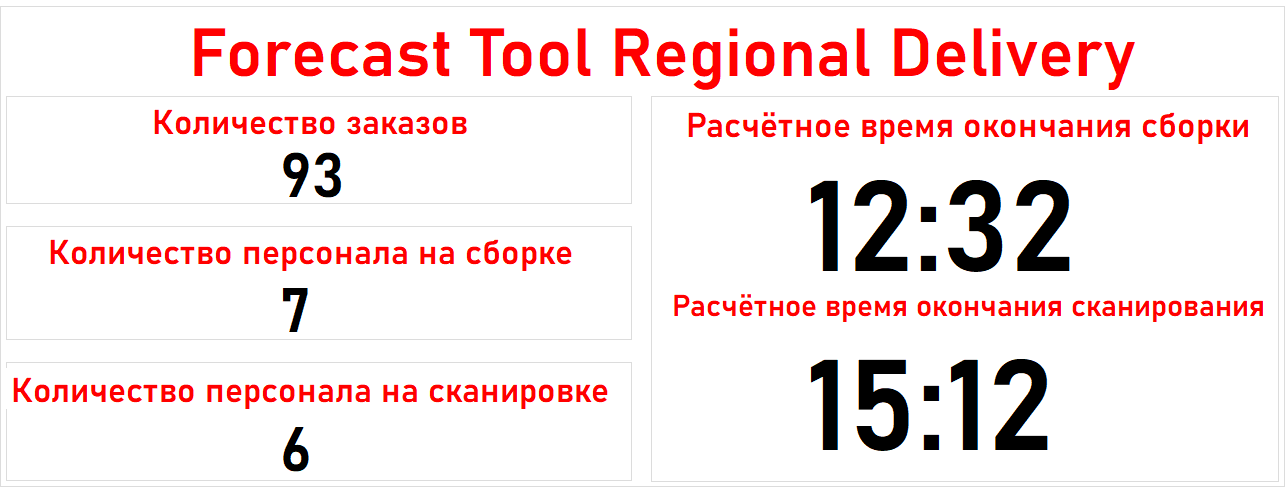 Forecast Tool Regional Delivery
Количество заказов
93
Количество персонала на сборке
7
Количество персонала на сканировке
6
Расчётное время окончания сборки
12:32
Расчётное время окончания сканирования
15:12